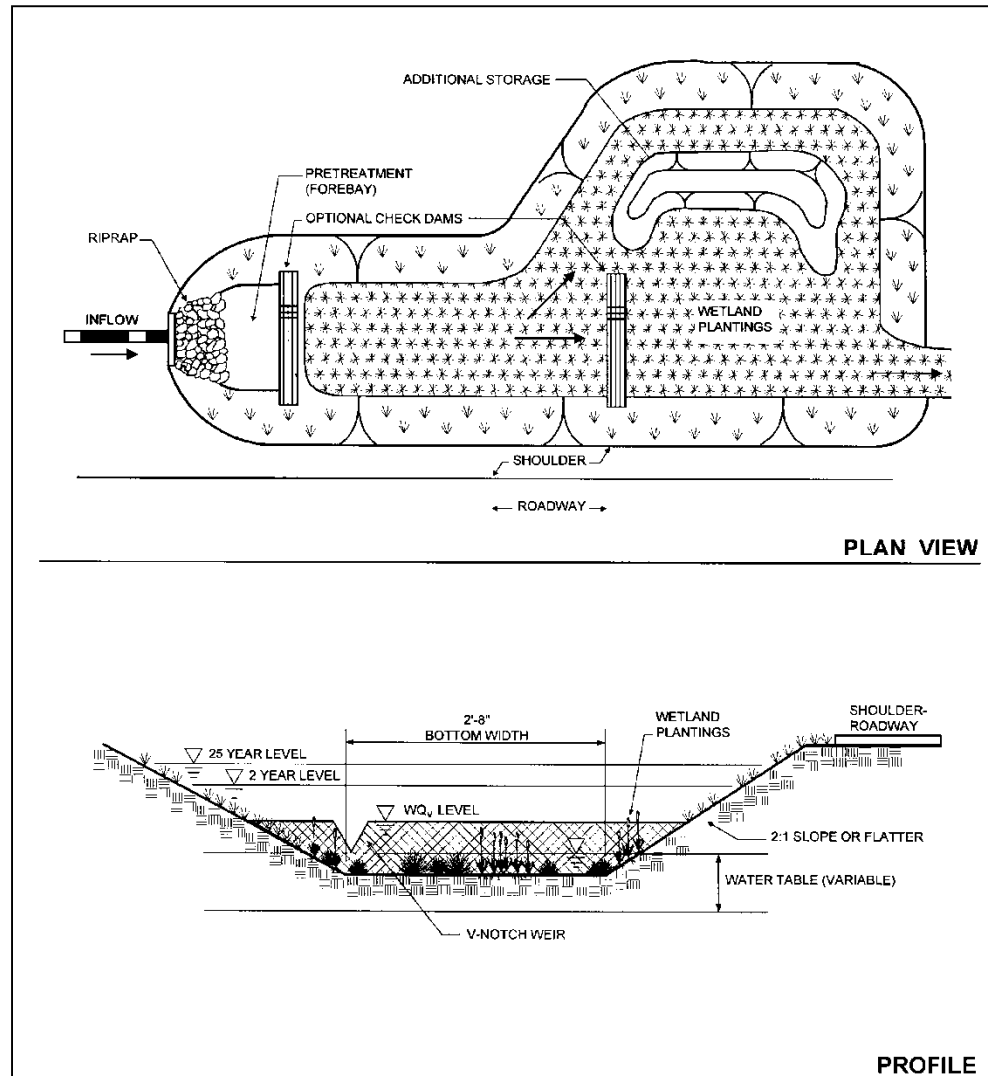 ADDITIONAL STORAGE
PRETREATMENT
(FOREBAY)
OPTIONAL CHECK DAMS
RIPRAP
INFLOW
WETLAND
PLANTINGS
SHOULDER
ROADWAY
PLAN VIEW
2'-8"
BOTTOM WIDTH
WETLAND
PLANTINGS
SHOULDER-
ROADWAY
25 YEAR LEVEL
2 YEAR LEVEL
WQv LEVEL
2:1 SLOPE OR FLATTER
WATER TABLE (VARIABLE)
V-NOTCH WEIR
PROFILE